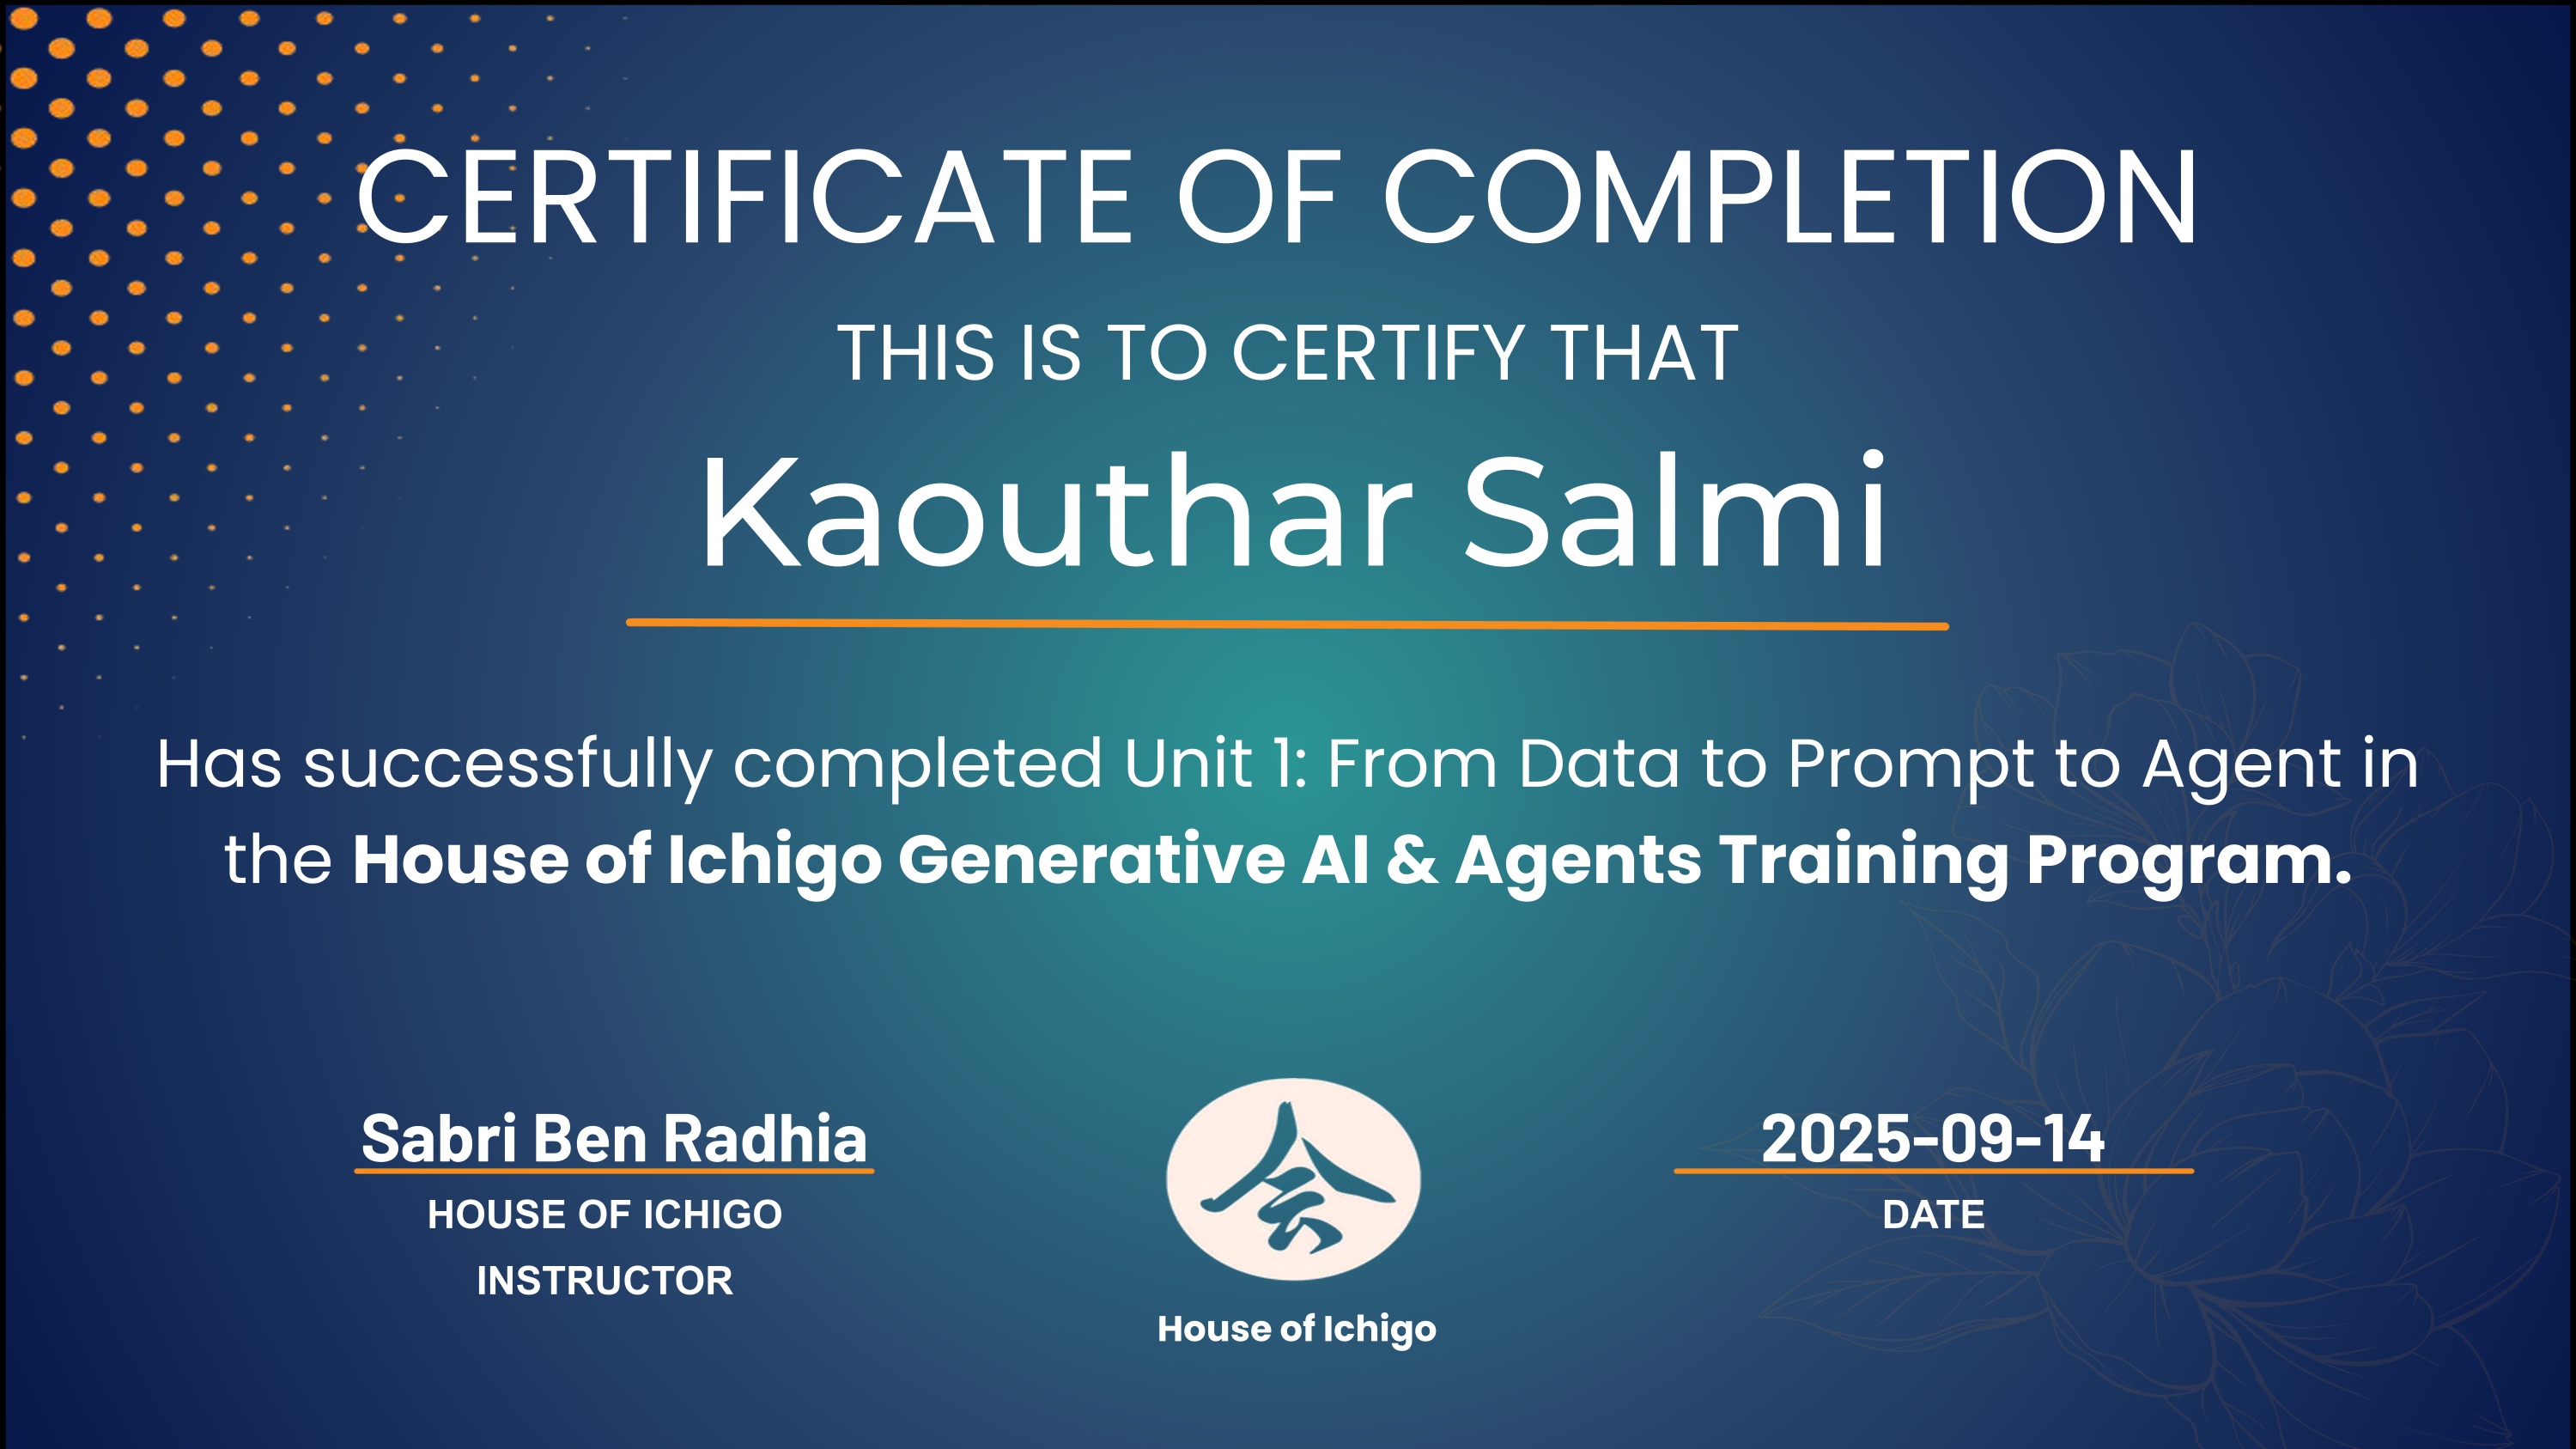 CERTIFICATE OF COMPLETION
THIS IS TO CERTIFY THAT
Kaouthar Salmi
Has successfully completed Unit 1: From Data to Prompt to Agent in
the House of Ichigo Generative AI & Agents Training Program.
Sabri Ben Radhia
HOUSE OF ICHIGO
INSTRUCTOR
会
House of Ichigo
2025-09-14
DATE